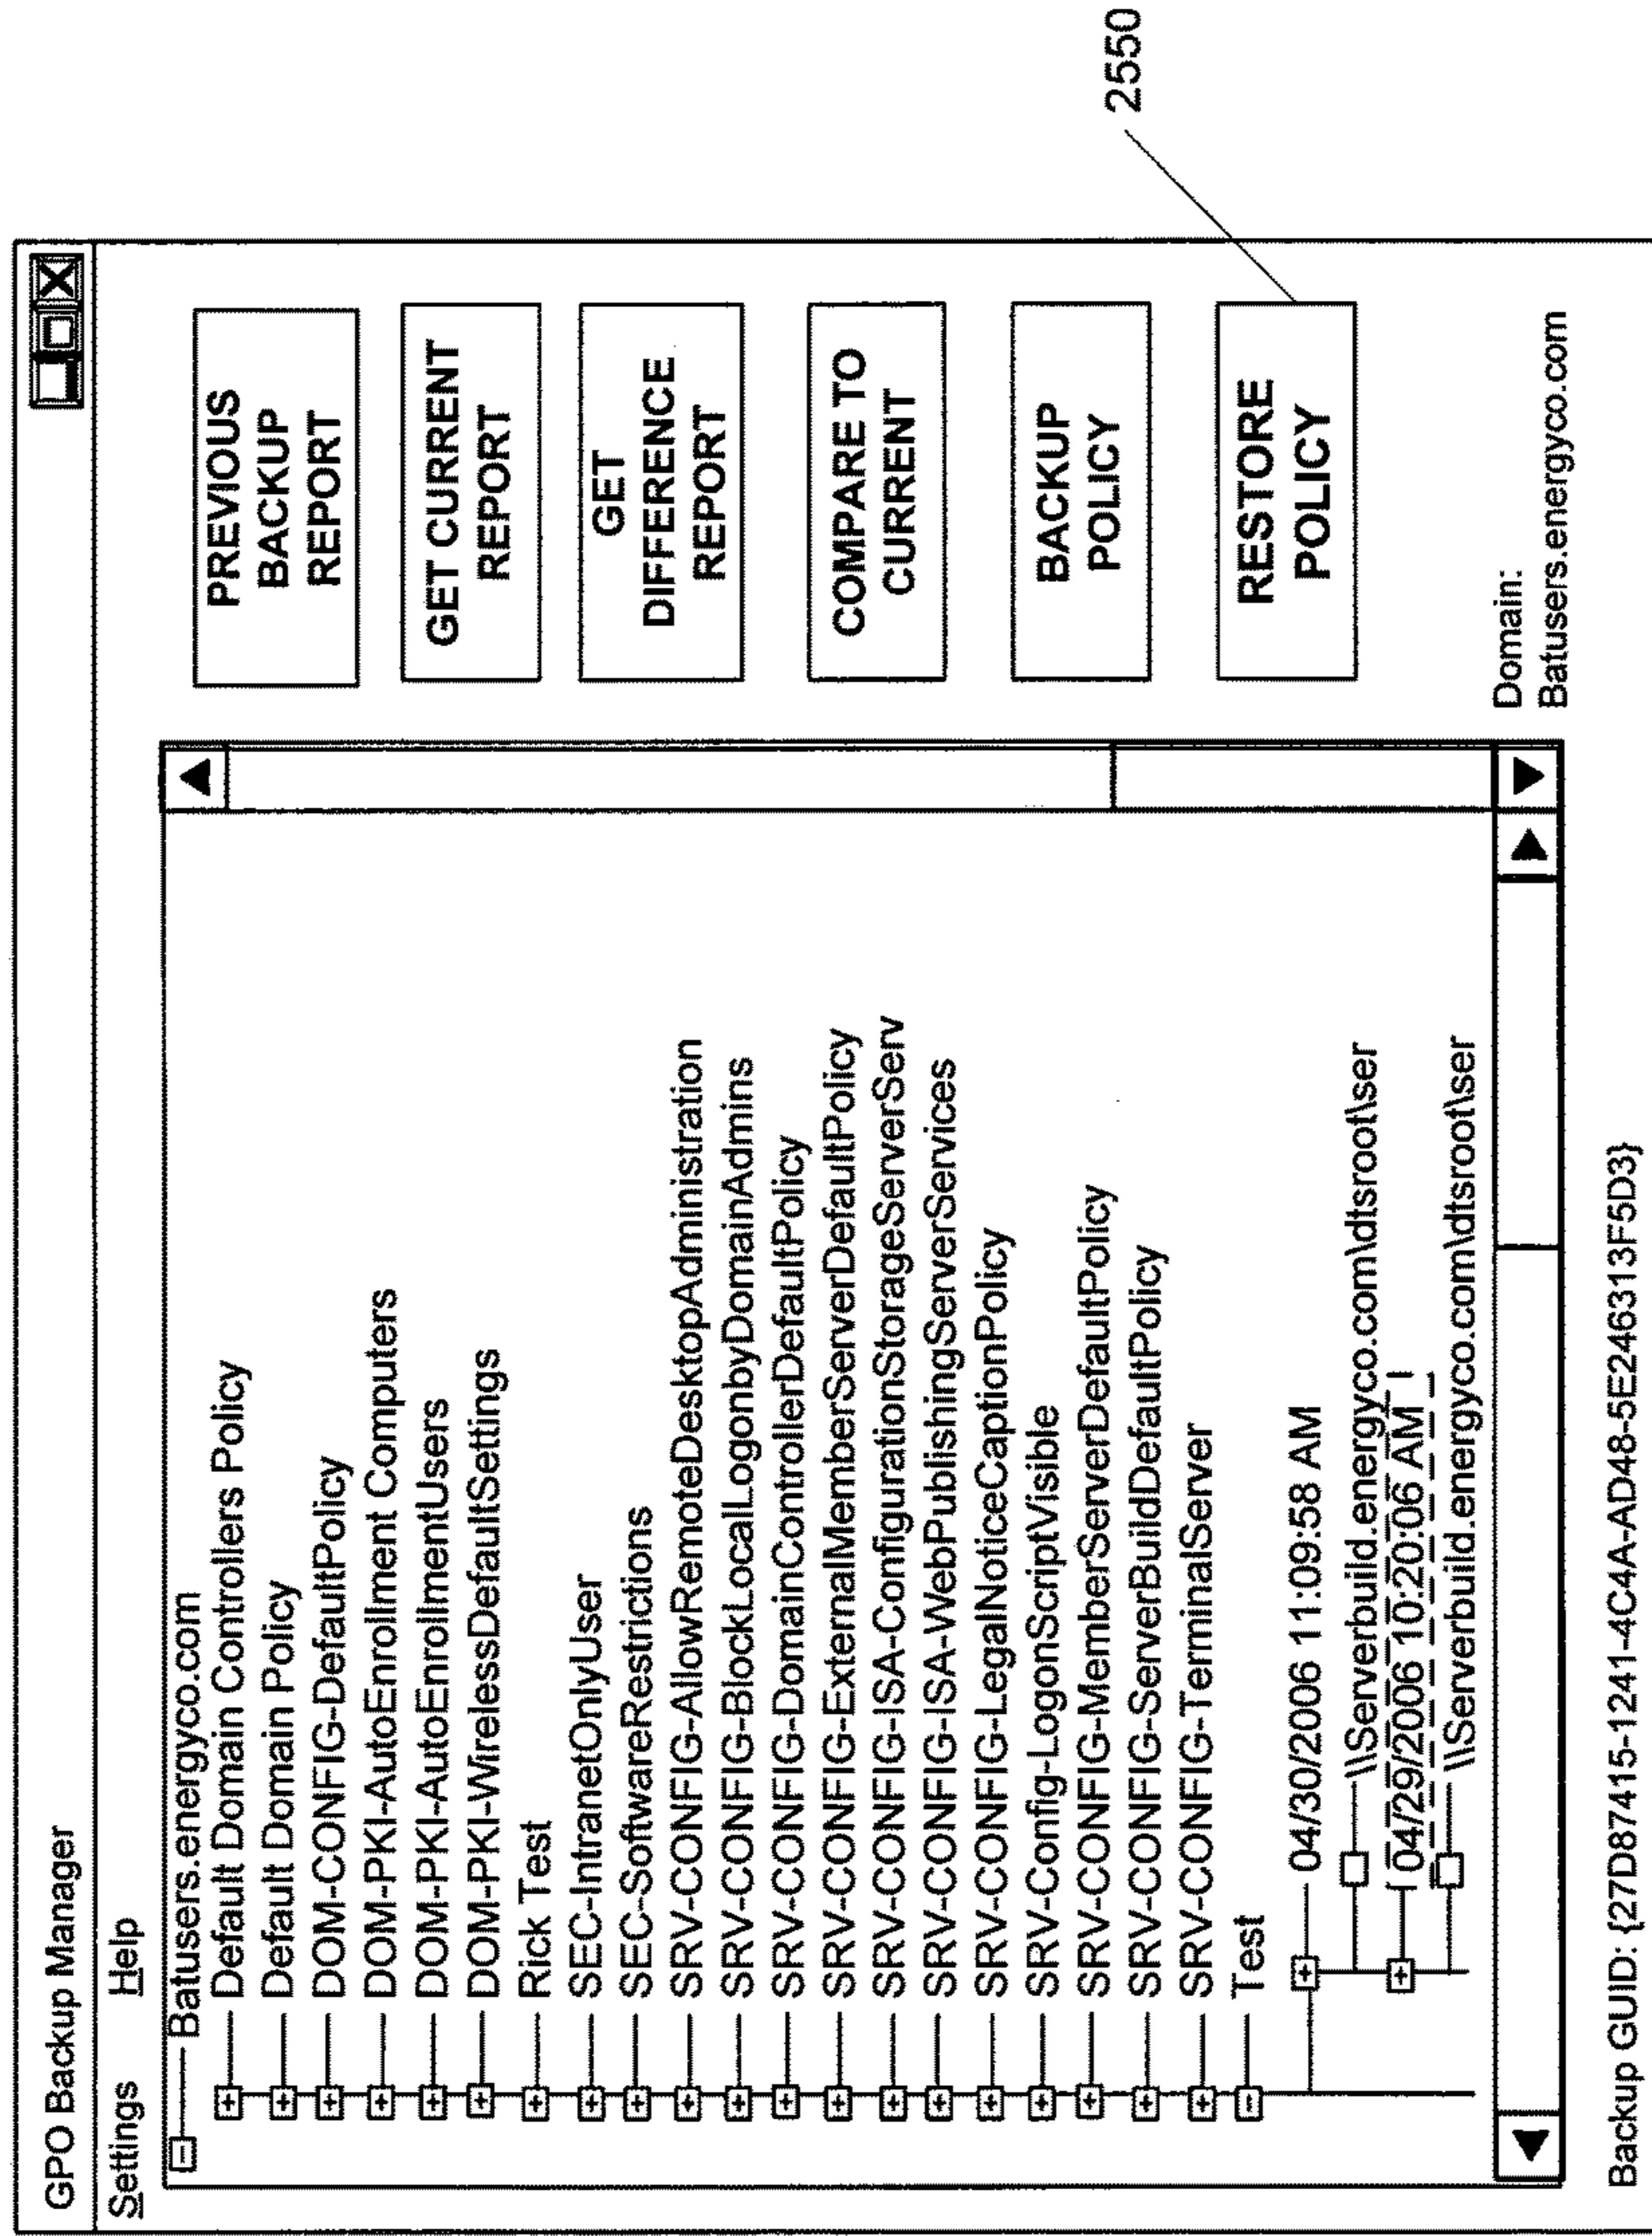 GPO Backup Manager
Settings Help
Batusers.energyco.com
Default Domain Controllers Policy
Default Domain Policy
DOM-CONFIG-DefaultPolicy
DOM-PKI-AutoEnrollment Computers
DOM-PKI-AutoEnrollmentUsers
DOM-PKI-WirelessDefaultSettings
Rick Test
SEC-IntranetOnlyUser
SEC-SoftwareRestrictions
SRV-CONFIG-AllowRemoteDesktopAdministration
SRV-CONFIG-BlockLocalLogonbyDomainAdmins
SRV-CONFIG-DomainControllerDefaultPolicy
SRV-CONFIG-ExternalMemberServerDefaultPolicy
SRV-CONFIG-ISA-ConfigurationStorageServerServ
SRV-CONFIG-ISA-WebPublishingServerServices
SRV-CONFIG-LegalNoticeCaptionPolicy
SRV-Config-LogonScriptVisible
SRV-CONFIG-MemberServerDefaultPolicy
SRV-CONFIG-ServerBuildDefaultPolicy
SRV-CONFIG-TerminalServer
Test
04/30/2006 11:09:58 AM
\\Serverbuild.energyco.com\dtsroot\ser
04/29/2006 10:20:06 AM
\\Serverbuild.energyco.com\dtsroot\ser
PREVIOUS
BACKUP
REPORT
GET CURRENT
REPORT
GET
DIFFERENCE
REPORT
COMPARE TO
CURRENT
BACKUP
POLICY
RESTORE
POLICY
2550
Domain:
Batusers.energyco.com
Backup GUID: {27D87415-1241-4C4A-AD48-5E246313F5D3}